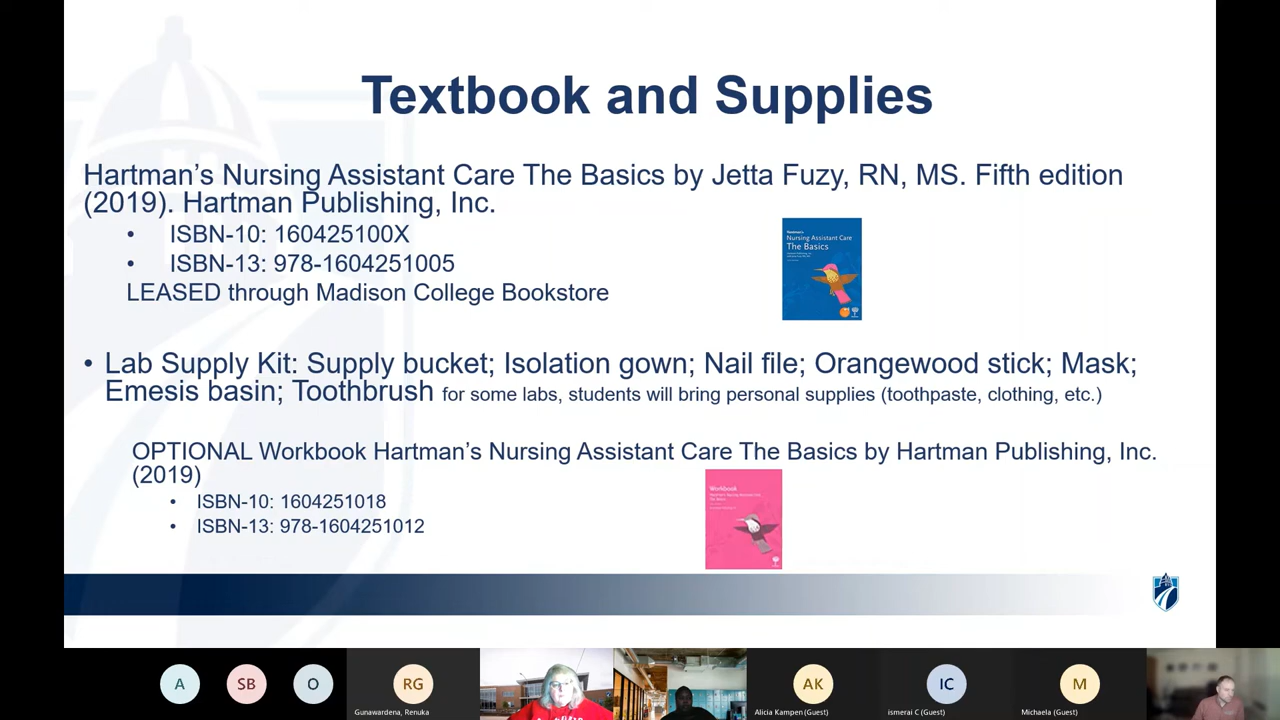 Textbook and Supplies
Hartman’s Nursing Assistant Care The Basics by Jetta Fuzy, RN, MS. Fifth edition
(2019). Hartman Publishing, Inc.
• ISBN-10: 160425100X
• ISBN-13: 978-1604251005
LEASED through Madison College Bookstore
Nursing Assistant Care
The Basics
• Lab Supply Kit: Supply bucket; Isolation gown; Nail file; Orangewood stick; Mask;
Emesis basin; Toothbrush for some labs, students will bring personal supplies (toothpaste, clothing, etc.)
OPTIONAL Workbook Hartman’s Nursing Assistant Care The Basics by Hartman Publishing, Inc.
(2019)
• ISBN-10: 1604251018
• ISBN-13: 978-1604251012
Workbook
A SB O RG AK IC M
Gunawardena, Renuka Alicia Kampen (Guest) ismerai C (Guest) Michaela (Guest)